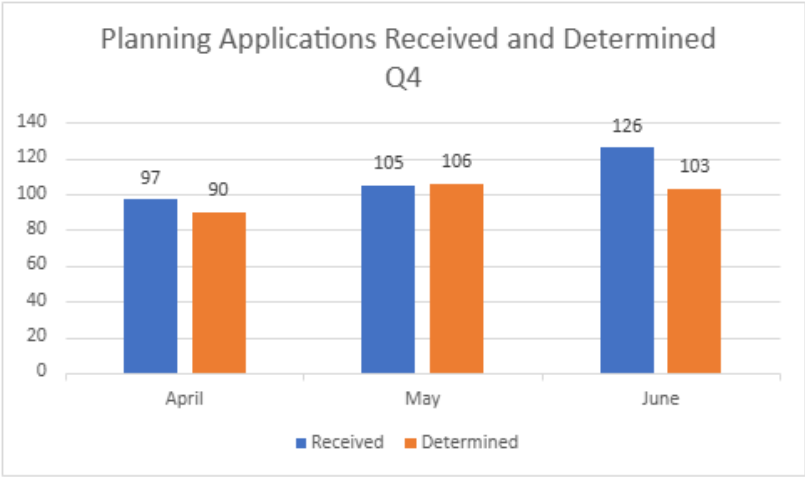 Planning Applications Received and Determined
Q4
140
120
100
80
60
40
20
0
97
90
105
106
126
103
April
May
June
Received
Determined